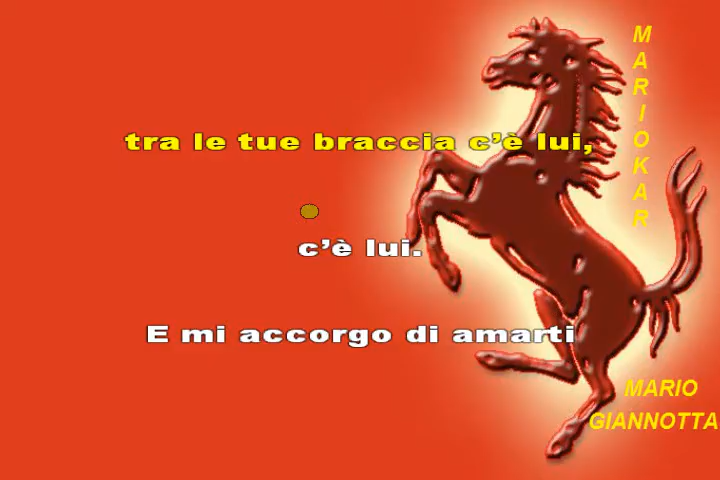 MARIOKAR
tra le tue braccia c'è lui,
c'è lui.
E mi accorgo di amarti
MARIO
GIANNOTTA